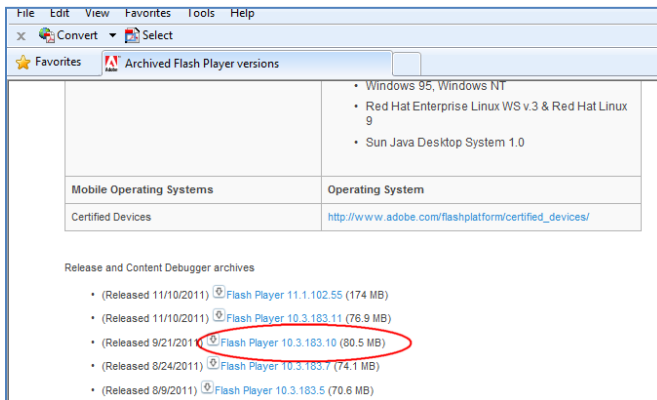 File Edit View Favorites Tools Help
x Convert Select
Favorites Adobe Archived Flash Player versions
• Windows 95, Windows NT
• Red Hat Enterprise Linux WS v.3 & Red Hat Linux
9
• Sun Java Desktop System 1.0
Mobile Operating Systems Operating System
Certified Devices http://www.adobe.com/flashplatform/certified_devices/
Release and Content Debugger archives
• (Released 11/10/2011) Flash Player 11.1.102.55 (174 MB)
• (Released 11/10/2011) Flash Player 10.3.183.11 (76.9 MB)
• (Released 9/21/2011) Flash Player 10.3.183.10 (80.5 MB)
• (Released 8/24/2011) Flash Player 10.3.183.7 (74.1 MB)
• (Released 8/9/2011) Flash Player 10.3.183.5 (70.6 MB)